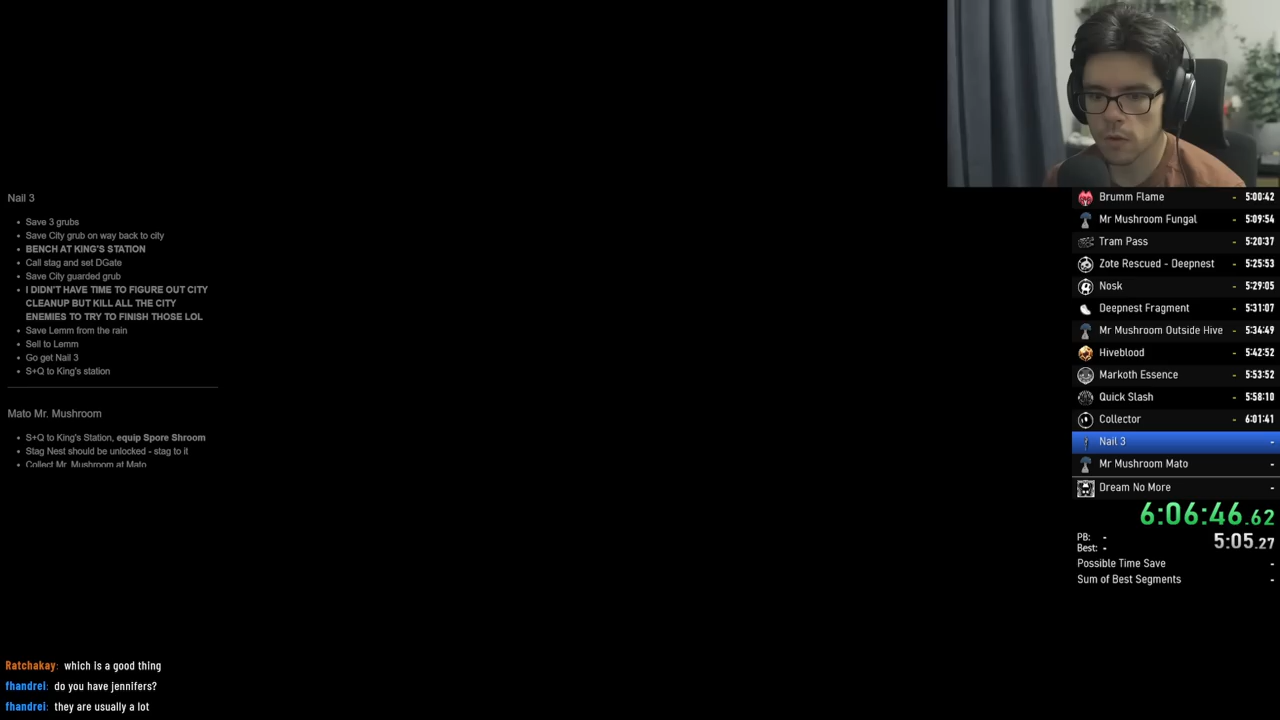 Nail 3
Save 3 grubs
Save City grub on way back to city
BENCH AT KING'S STATION
Call stag and set DGate
Save City guarded grub
I DIDN'T HAVE TIME TO FIGURE OUT CITY
CLEANUP BUT KILL ALL THE CITY
ENEMIES TO TRY TO FINISH THOSE LOL
Save Lemm from the rain
Sell to Lemm
Go get Nail 3
S+Q to King's station
Mato Mr. Mushroom
S+Q to King's Station, equip Spore Shroom
Stag Nest should be unlocked - stag to it
Collect Mr. Mushroom at Mato
Brumm Flame - 5:00:42
Mr Mushroom Fungal - 5:09:54
Tram Pass - 5:20:37
Zote Rescued - Deepnest - 5:25:53
Nosk - 5:29:05
Deepnest Fragment - 5:31:07
Mr Mushroom Outside Hive - 5:34:49
Hiveblood - 5:42:52
Markoth Essence - 5:53:52
Quick Slash - 5:58:10
Collector - 6:01:41
Nail 3 -
Mr Mushroom Mato -
Dream No More -
6:06:46.62
PB: -
Best: -
5:05.27
Possible Time Save -
Sum of Best Segments -
Ratchakay: which is a good thing
fhandrei: do you have jennifers?
fhandrei: they are usually a lot